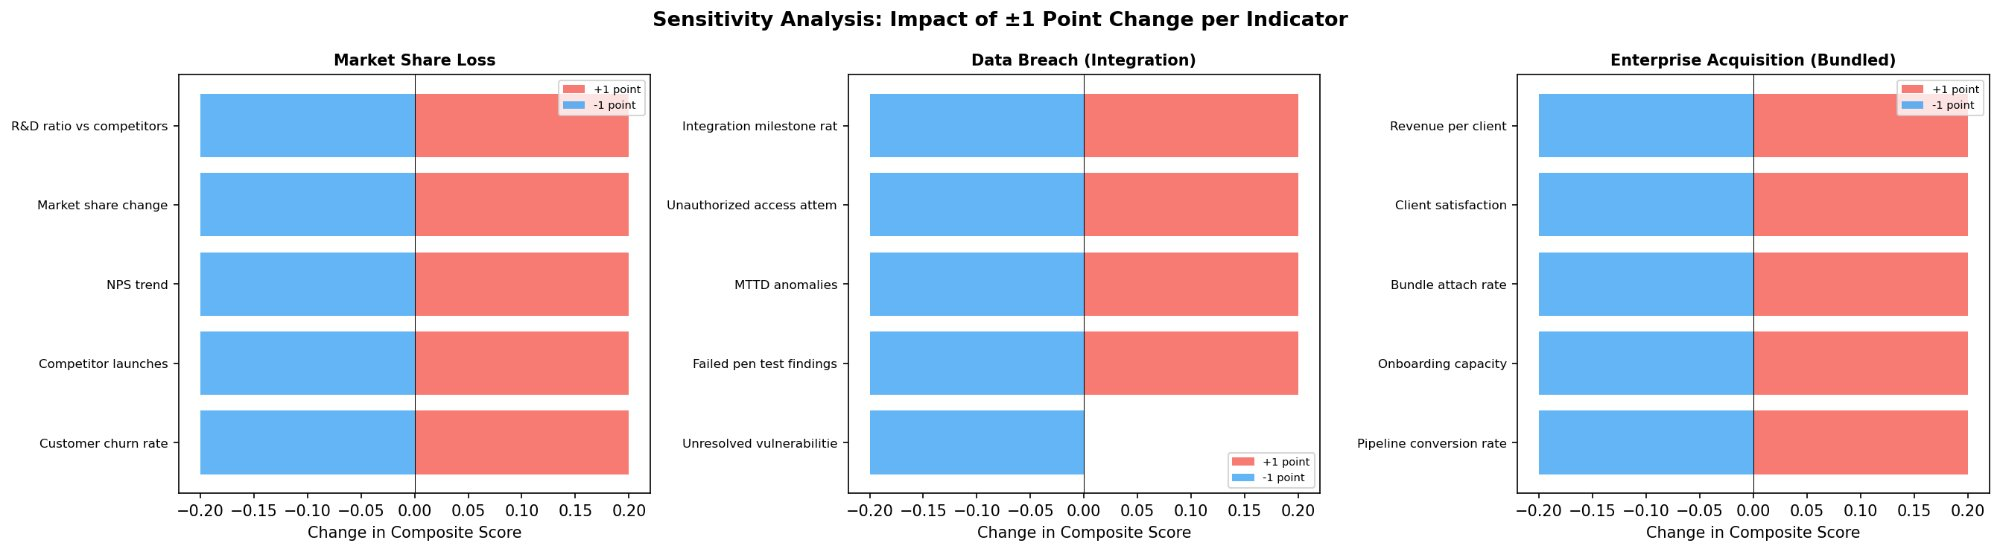 Sensitivity Analysis: Impact of ±1 Point Change per Indicator
Market Share Loss
+1 point
-1 point
R&D ratio vs competitors
Market share change
NPS trend
Competitor launches
Customer churn rate
−0.20 −0.15 −0.10 −0.05 0.00 0.05 0.10 0.15 0.20
Change in Composite Score
Data Breach (Integration)
Integration milestone rat
Unauthorized access attem
MTTD anomalies
Failed pen test findings
Unresolved vulnerabilitie
+1 point
-1 point
−0.20 −0.15 −0.10 −0.05 0.00 0.05 0.10 0.15 0.20
Change in Composite Score
Enterprise Acquisition (Bundled)
+1 point
-1 point
Revenue per client
Client satisfaction
Bundle attach rate
Onboarding capacity
Pipeline conversion rate
−0.20 −0.15 −0.10 −0.05 0.00 0.05 0.10 0.15 0.20
Change in Composite Score